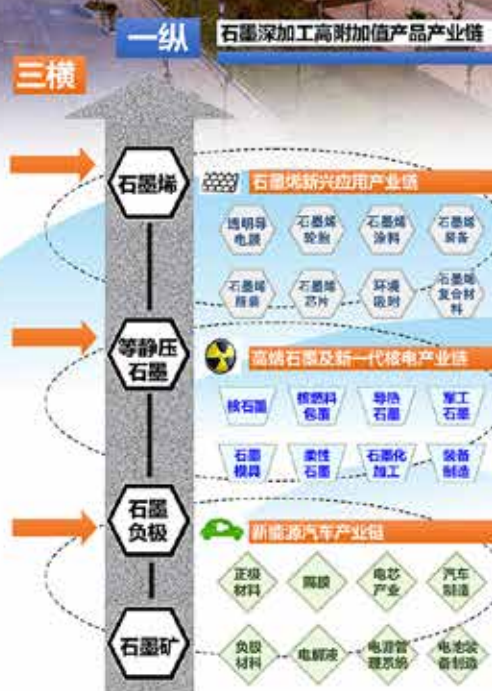 一纵
石墨深加工高附加值产品产业链
三横
石墨烯
石墨烯新兴应用产业链
透明导
电膜
石墨烯
轮胎
石墨烯
涂料
石墨烯
装备
石墨烯
服装
石墨烯
芯片
环境
吸附
石墨烯
复合材
料
等静压
石墨
高端石墨及新一代核电产业链
核石墨
核燃料
包覆
导热
石墨
军工
石墨
石墨
模具
柔性
石墨
石墨化
加工
装备
制造
石墨
负极
新能源汽车产业链
正极
材料
隔膜
电芯
产业
汽车
制造
石墨矿
负极
材料
电解液
电源管
理系统
电池装
备制造